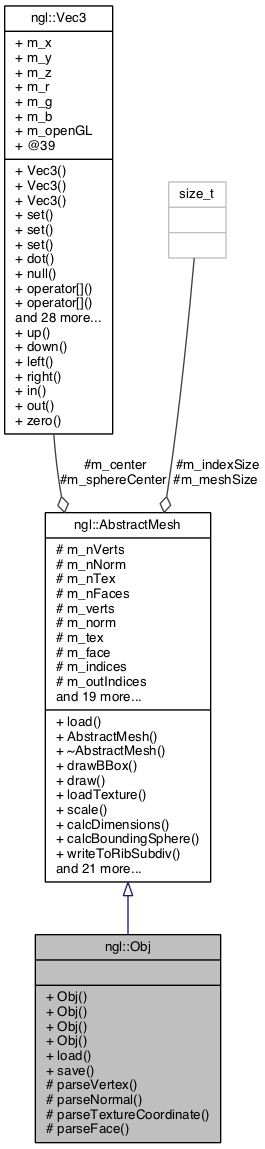 ngl::Vec3
+ m_x
+ m_y
+ m_z
+ m_r
+ m_g
+ m_b
+ m_openGL
+ @39
+ Vec3()
+ Vec3()
+ Vec3()
+ set()
+ set()
+ set()
+ dot()
+ null()
+ operator[]()
+ operator[]()
and 28 more...
+ up()
+ down()
+ left()
+ right()
+ in()
+ out()
+ zero()
size_t
#m_center
#m_sphereCenter
#m_indexSize
#m_meshSize
ngl::AbstractMesh
# m_nVerts
# m_nNorm
# m_nTex
# m_nFaces
# m_verts
# m_norm
# m_tex
# m_face
# m_indices
# m_outIndices
and 19 more...
+ load()
+ AbstractMesh()
+ ~AbstractMesh()
+ drawBBox()
+ draw()
+ loadTexture()
+ scale()
+ calcDimensions()
+ calcBoundingSphere()
+ writeToRibSubdiv()
and 21 more...
ngl::Obj
+ Obj()
+ Obj()
+ Obj()
+ Obj()
+ load()
+ save()
# parseVertex()
# parseNormal()
# parseTextureCoordinate()
# parseFace()